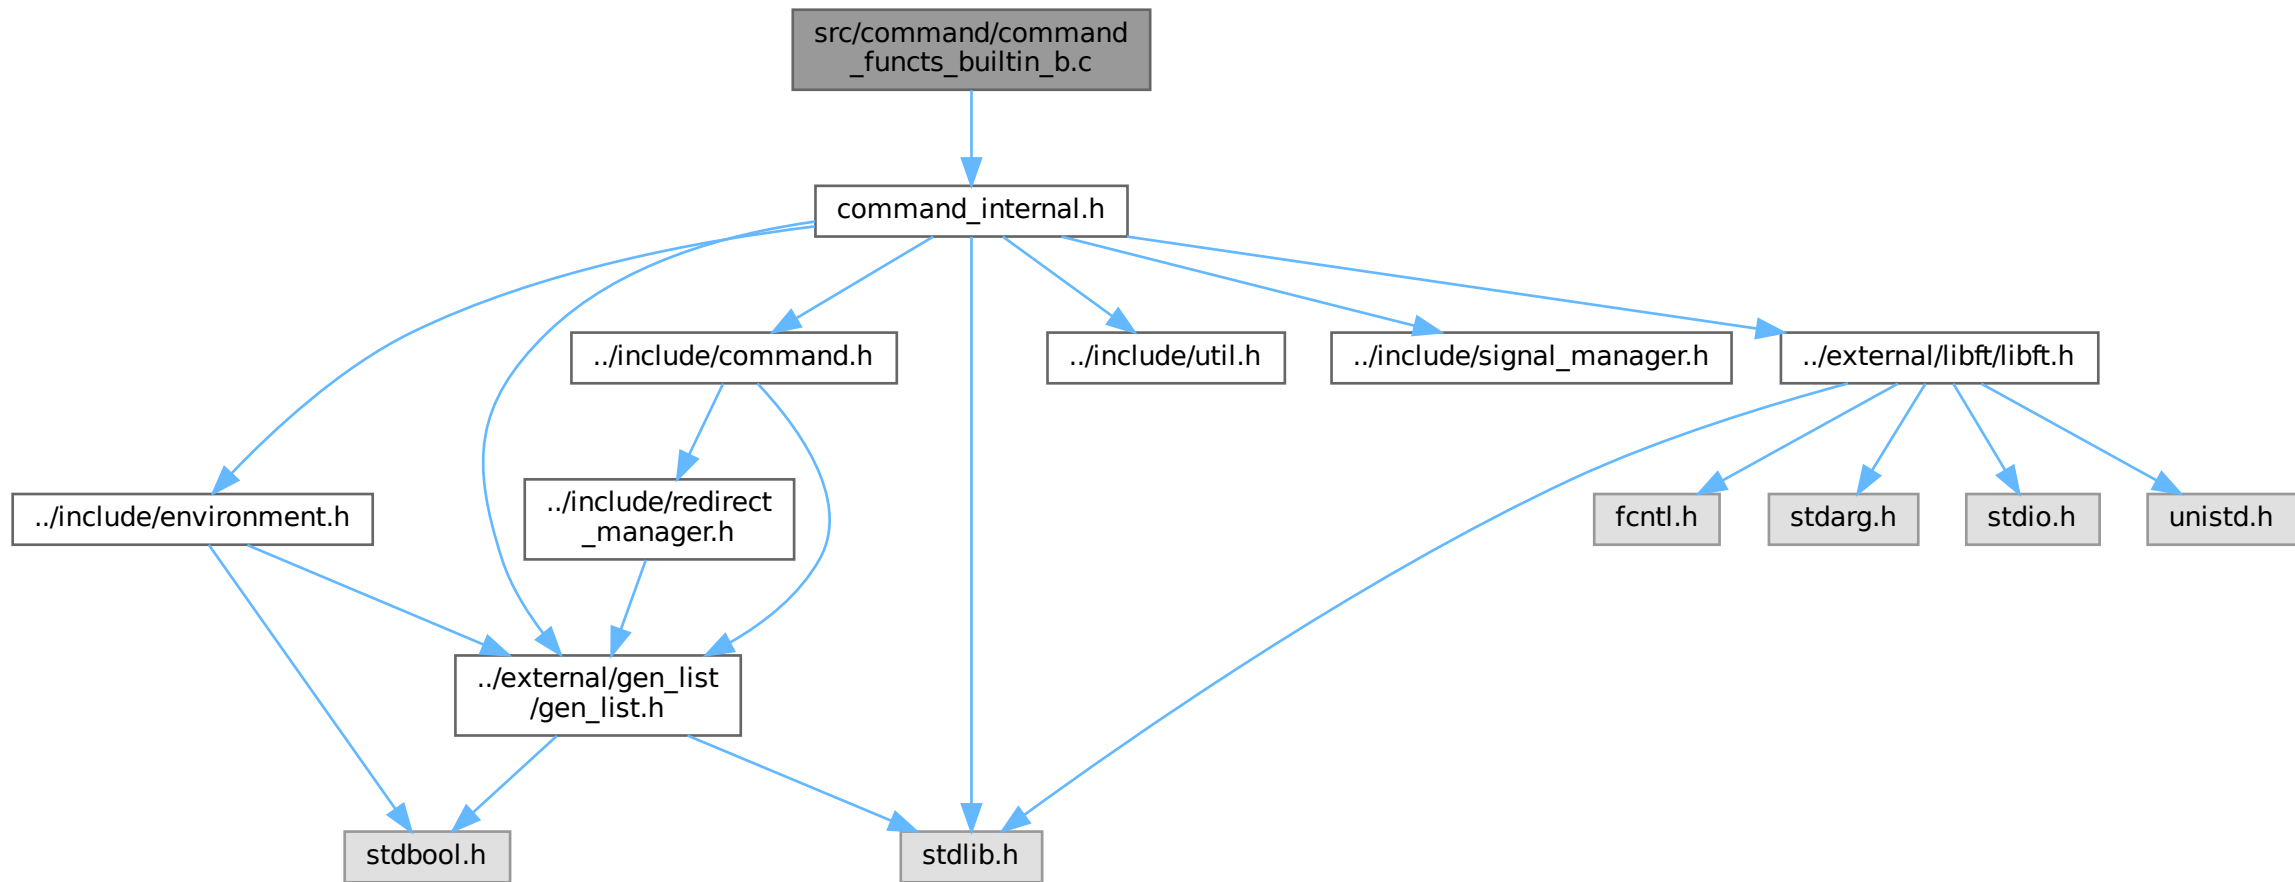 src/command/command
_functs_builtin_b.c
command_internal.h
../include/command.h
../include/util.h
../include/signal_manager.h
../external/libft/libft.h
../include/environment.h
../include/redirect
_manager.h
fcntl.h
stdarg.h
stdio.h
unistd.h
../external/gen_list
/gen_list.h
stdbool.h
stdlib.h